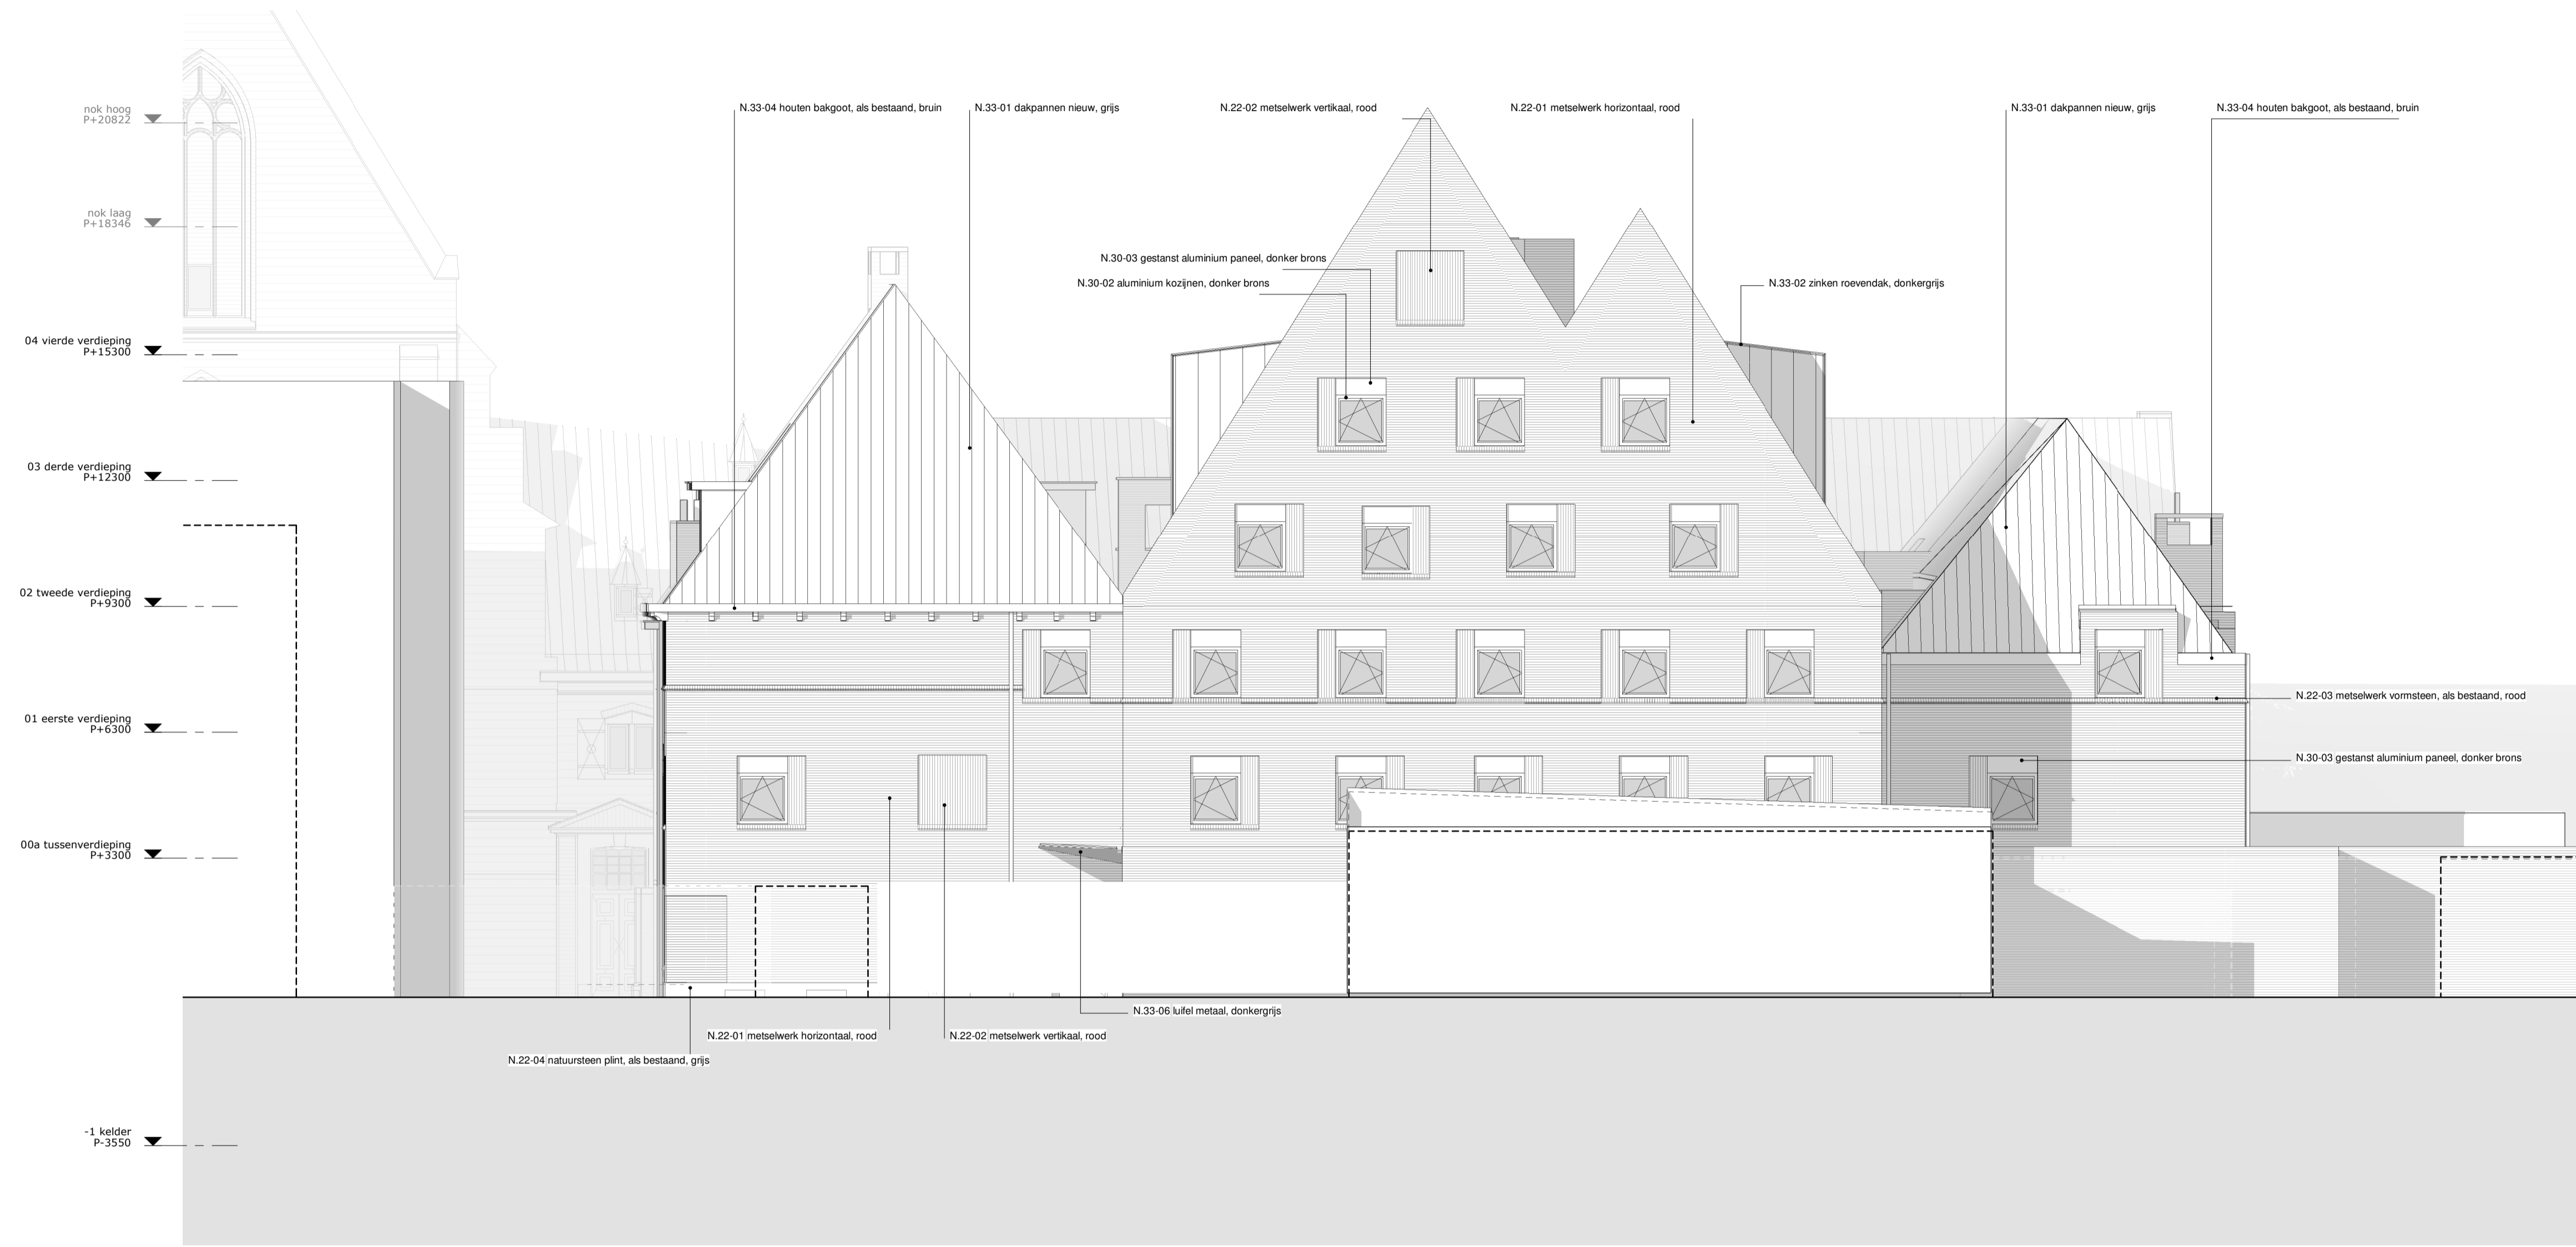 nok hoog
P+20822
nok laag
P+18346
04 vierde verdieping
P+15300
03 derde verdieping
P+12300
02 tweede verdieping
P+9300
01 eerste verdieping
P+6300
00a tussenverdieping
P+3300
-1 kelder
P-3550
N.33-04 houten bakgoot, als bestaand, bruin
N.33-01 dakpannen nieuw, grijs
N.22-02 metselwerk vertikaal, rood
N.22-01 metselwerk horizontaal, rood
N.33-01 dakpannen nieuw, grijs
N.33-04 houten bakgoot, als bestaand, bruin
N.30-03 gestanst aluminium paneel, donker brons
N.30-02 aluminium kozijnen, donker brons
N.33-02 zinken roevendak, donkergrijs
N.22-03 metselwerk vormsteen, als bestaand, rood
N.30-03 gestanst aluminium paneel, donker brons
N.33-06 luifel metaal, donkergrijs
N.22-01 metselwerk horizontaal, rood
N.22-02 metselwerk vertikaal, rood
N.22-04 natuursteen plint, als bestaand, grijs